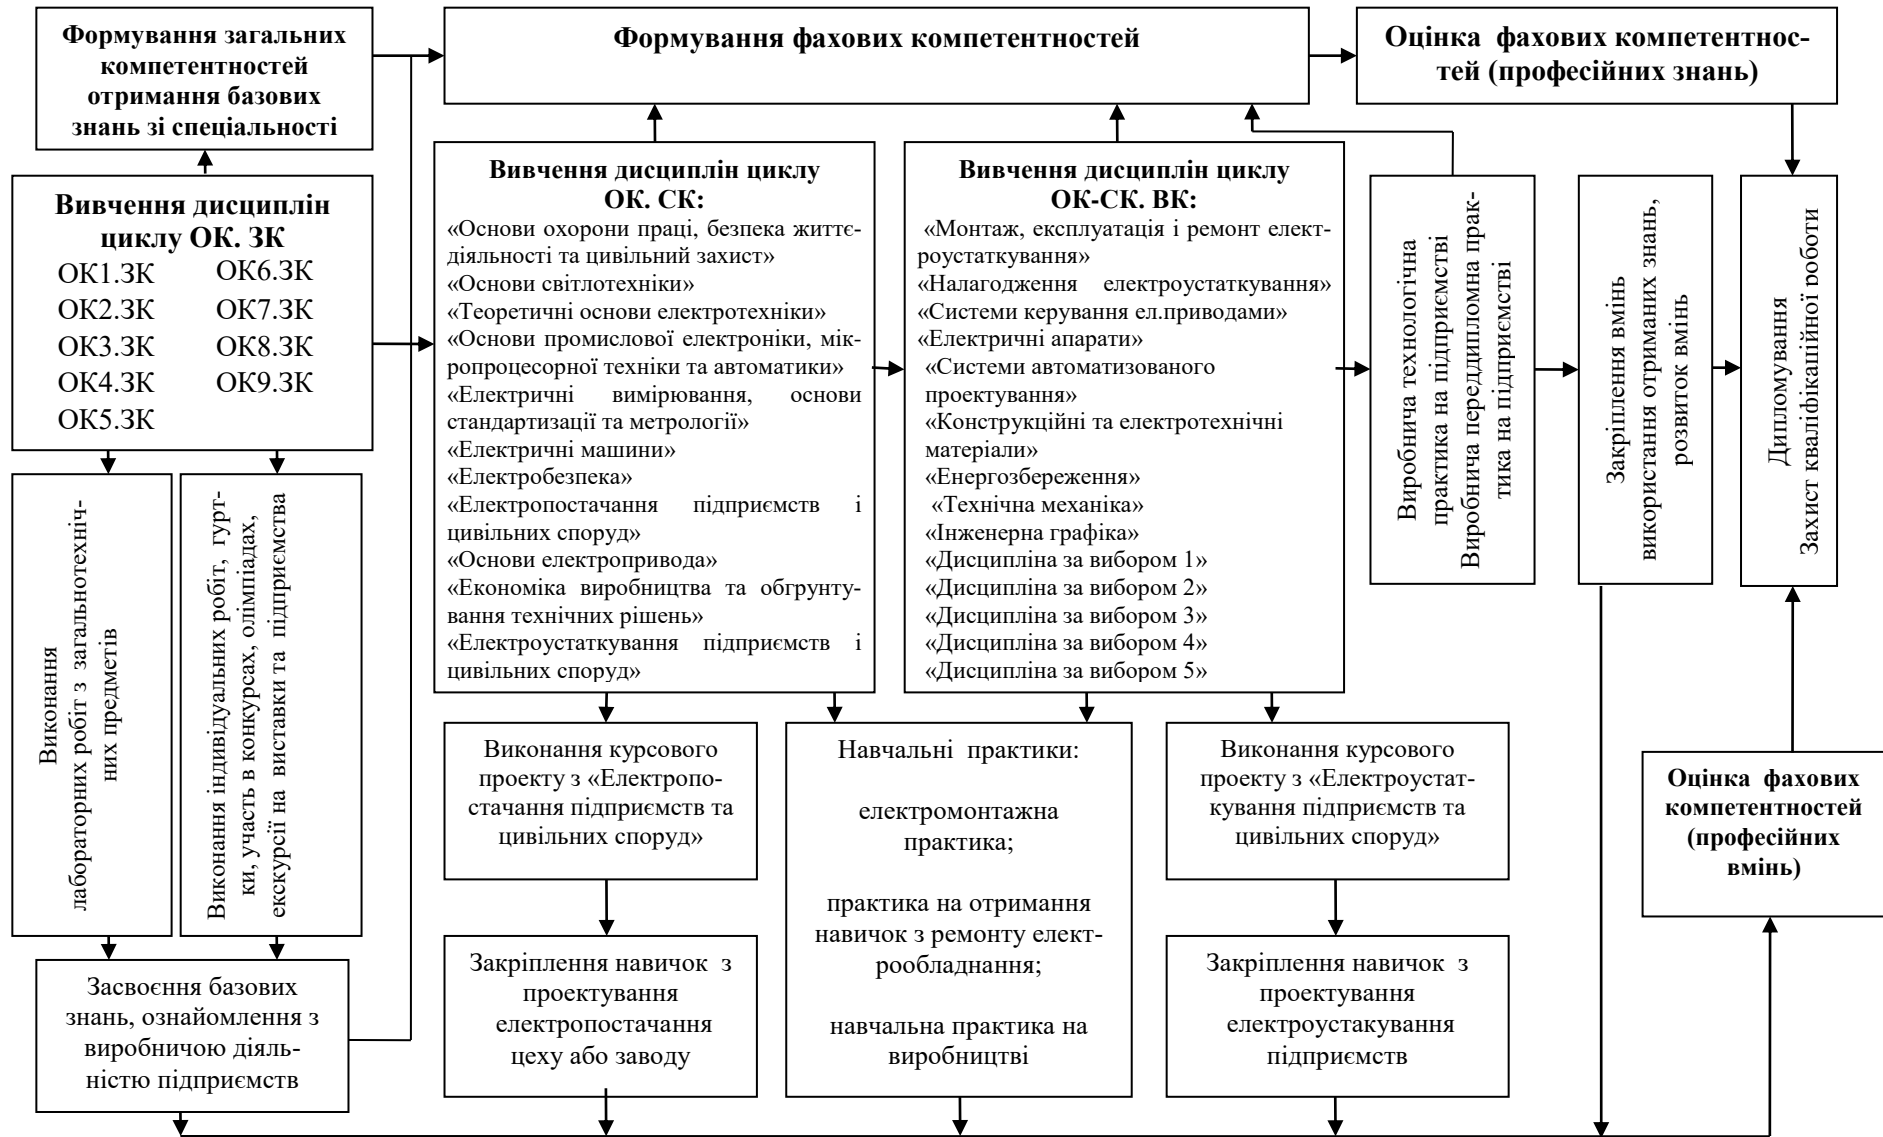 Формування загальних
компетентностей
отримання базових
знань зі спеціальності
Формування фахових компетентностей
Оцінка фахових компетентнос-
тей (професійних знань)
Вивчення дисциплін
циклу ОК. ЗК
ОК1.ЗК
ОК2.ЗК
ОК3.ЗК
ОК4.ЗК
ОК5.ЗК
ОК6.ЗК
ОК7.ЗК
ОК8.ЗК
ОК9.ЗК
Вивчення дисциплін циклу
ОК. СК:
«Основи охорони праці, безпека життє-
діяльності та цивільний захист»
«Основи світлотехніки»
«Теоретичні основи електротехніки»
«Основи промислової електроніки, мік-
ропроцесорної техніки та автоматики»
«Електричні вимірювання, основи
стандартизації та метрології»
«Електричні машини»
«Електробезпека»
«Електропостачання підприємств і
цивільних споруд»
«Основи електропривода»
«Економіка виробництва та обгрунту-
вання технічних рішень»
«Електроустаткування підприємств і
цивільних споруд»
Вивчення дисциплін циклу
ОК-СК. ВК:
«Монтаж, експлуатація і ремонт елект-
роустаткування»
«Налагодження електроустаткування»
«Системи керування ел.приводами»
«Електричні апарати»
«Системи автоматизованого
проектування»
«Конструкційні та електротехнічні
матеріали»
«Енергозбереження»
«Технічна механіка»
«Інженерна графіка»
«Дисципліна за вибором 1»
«Дисципліна за вибором 2»
«Дисципліна за вибором 3»
«Дисципліна за вибором 4»
«Дисципліна за вибором 5»
Виробнича технологічна
практика на підприємстві
Виробнича переддипломна прак-
тика на підприємстві
Закріплення вмінь
використання отриманих знань,
розвиток вмінь
Дипломування
Захист кваліфікаційної роботи
Виконання
лабораторних робіт з загальнотехніч-
них предметів
Виконання індивідуальних робіт, гурт-
ки, участь в конкурсах, олімпіадах,
екскурсії на виставки та підприємства
Виконання курсового
проекту з «Електропо-
стачання підприємств та
цивільних споруд»
Навчальні практики:
електромонтажна
практика;
практика на отримання
навичок з ремонту елект-
рообладнання;
навчальна практика на
виробництві
Виконання курсового
проекту з «Електроустат-
кування підприємств та
цивільних споруд»
Оцінка фахових
компетентностей
(професійних
вмінь)
Засвоєння базових
знань, ознайомлення з
виробничою діяль-
ністю підприємств
Закріплення навичок з
проектування
електропостачання
цеху або заводу
Закріплення навичок з
проектування
електроустакування
підприємств